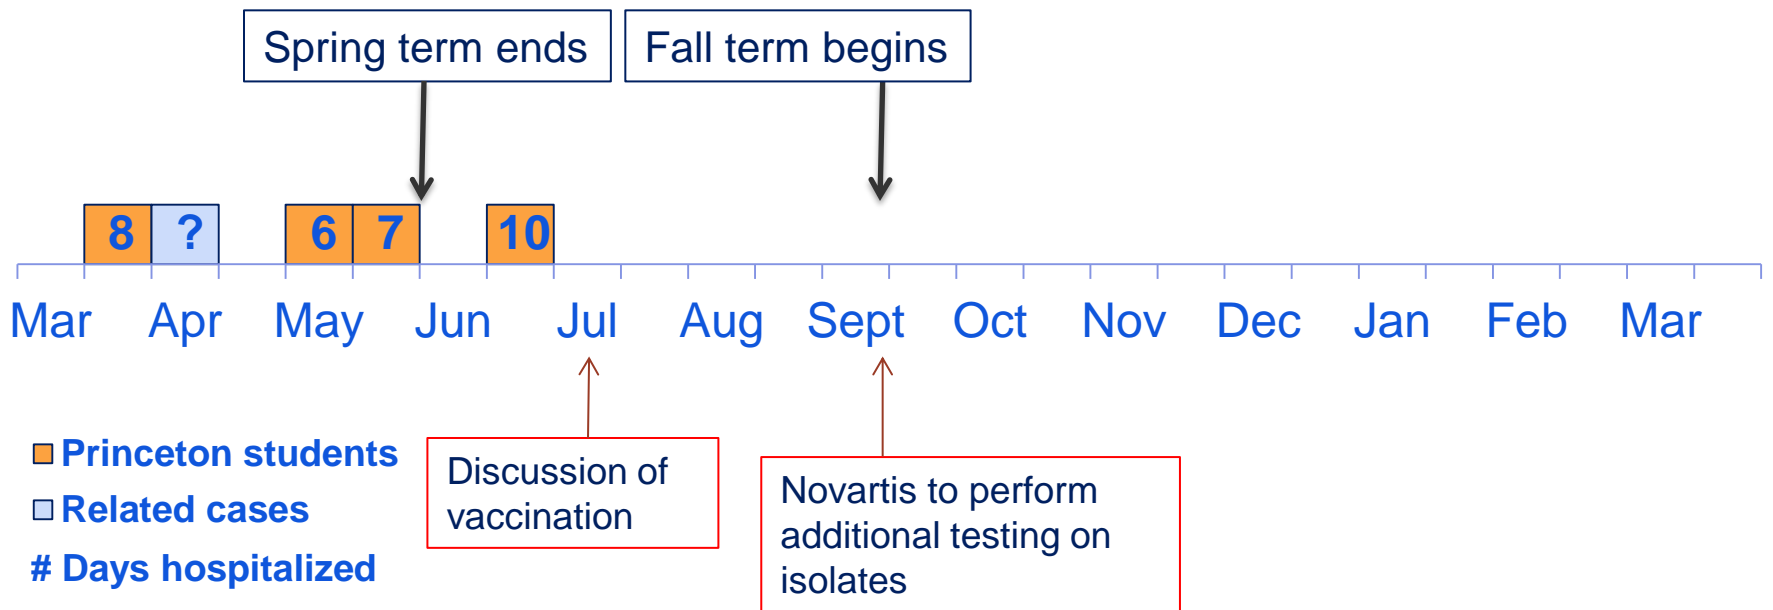 Spring term ends
Fall term begins
8 ? 6 7 10
Mar Apr May Jun Jul Aug Sept Oct Nov Dec Jan Feb Mar
Princeton students
Related cases
# Days hospitalized
Discussion of
vaccination
Novartis to perform
additional testing on
isolates